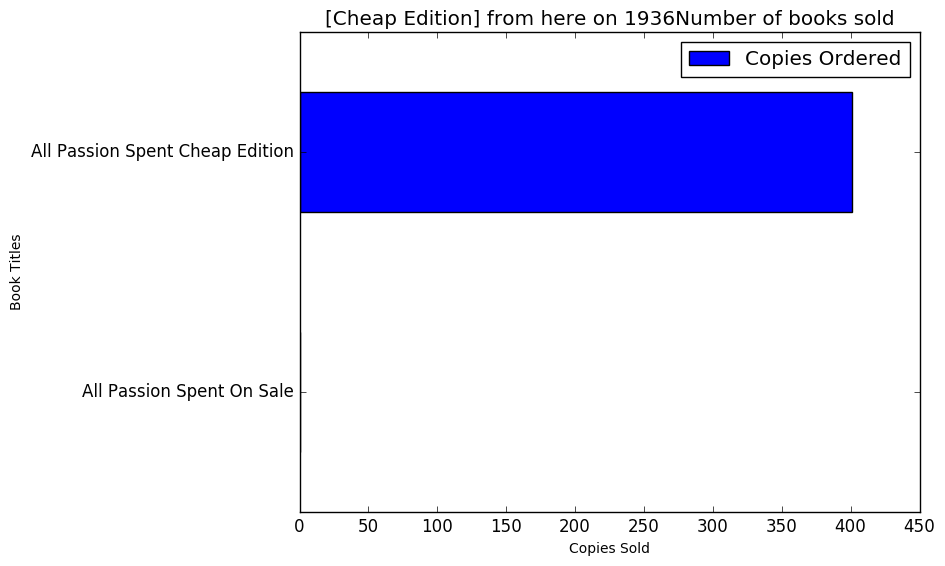 [Cheap Edition] from here on 1936Number of books sold
Copies Ordered
All Passion Spent Cheap Edition
Book Titles
All Passion Spent On Sale
0 50 100 150 200 250 300 350 400 450
Copies Sold